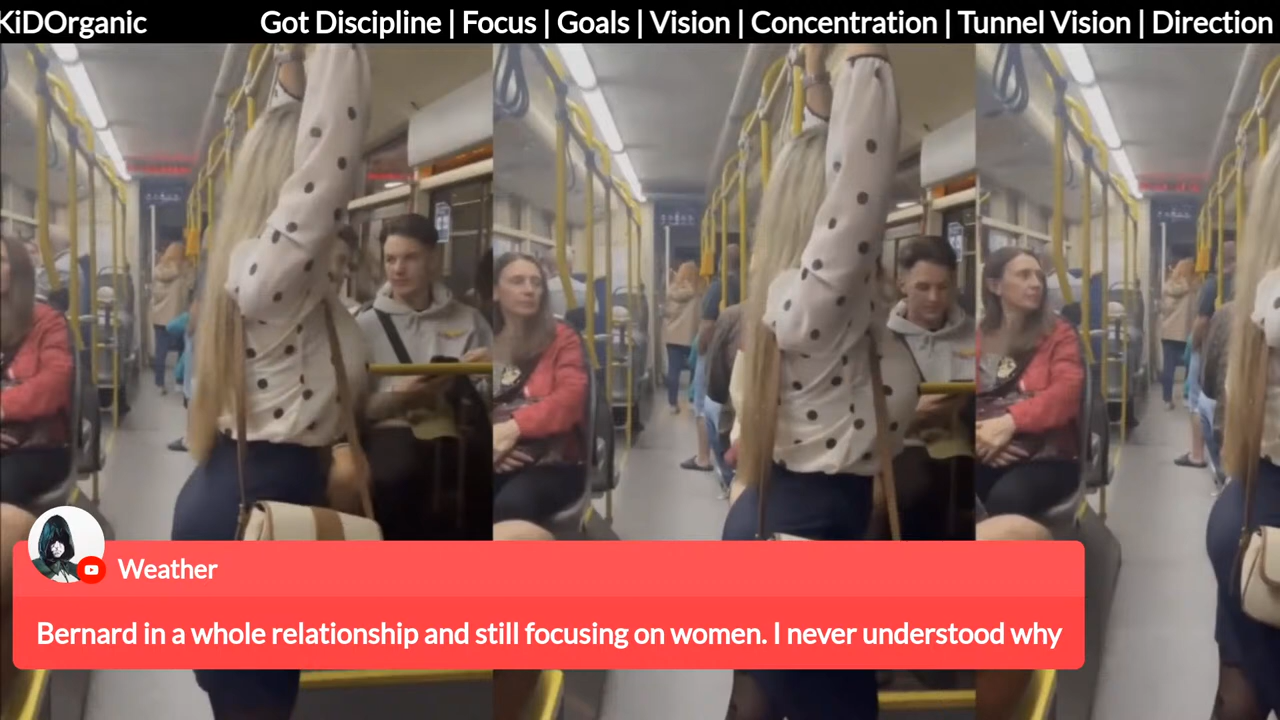 KiDOrganic Got Discipline | Focus | Goals | Vision | Concentration | Tunnel Vision | Direction
Weather
Bernard in a whole relationship and still focusing on women. I never understood why